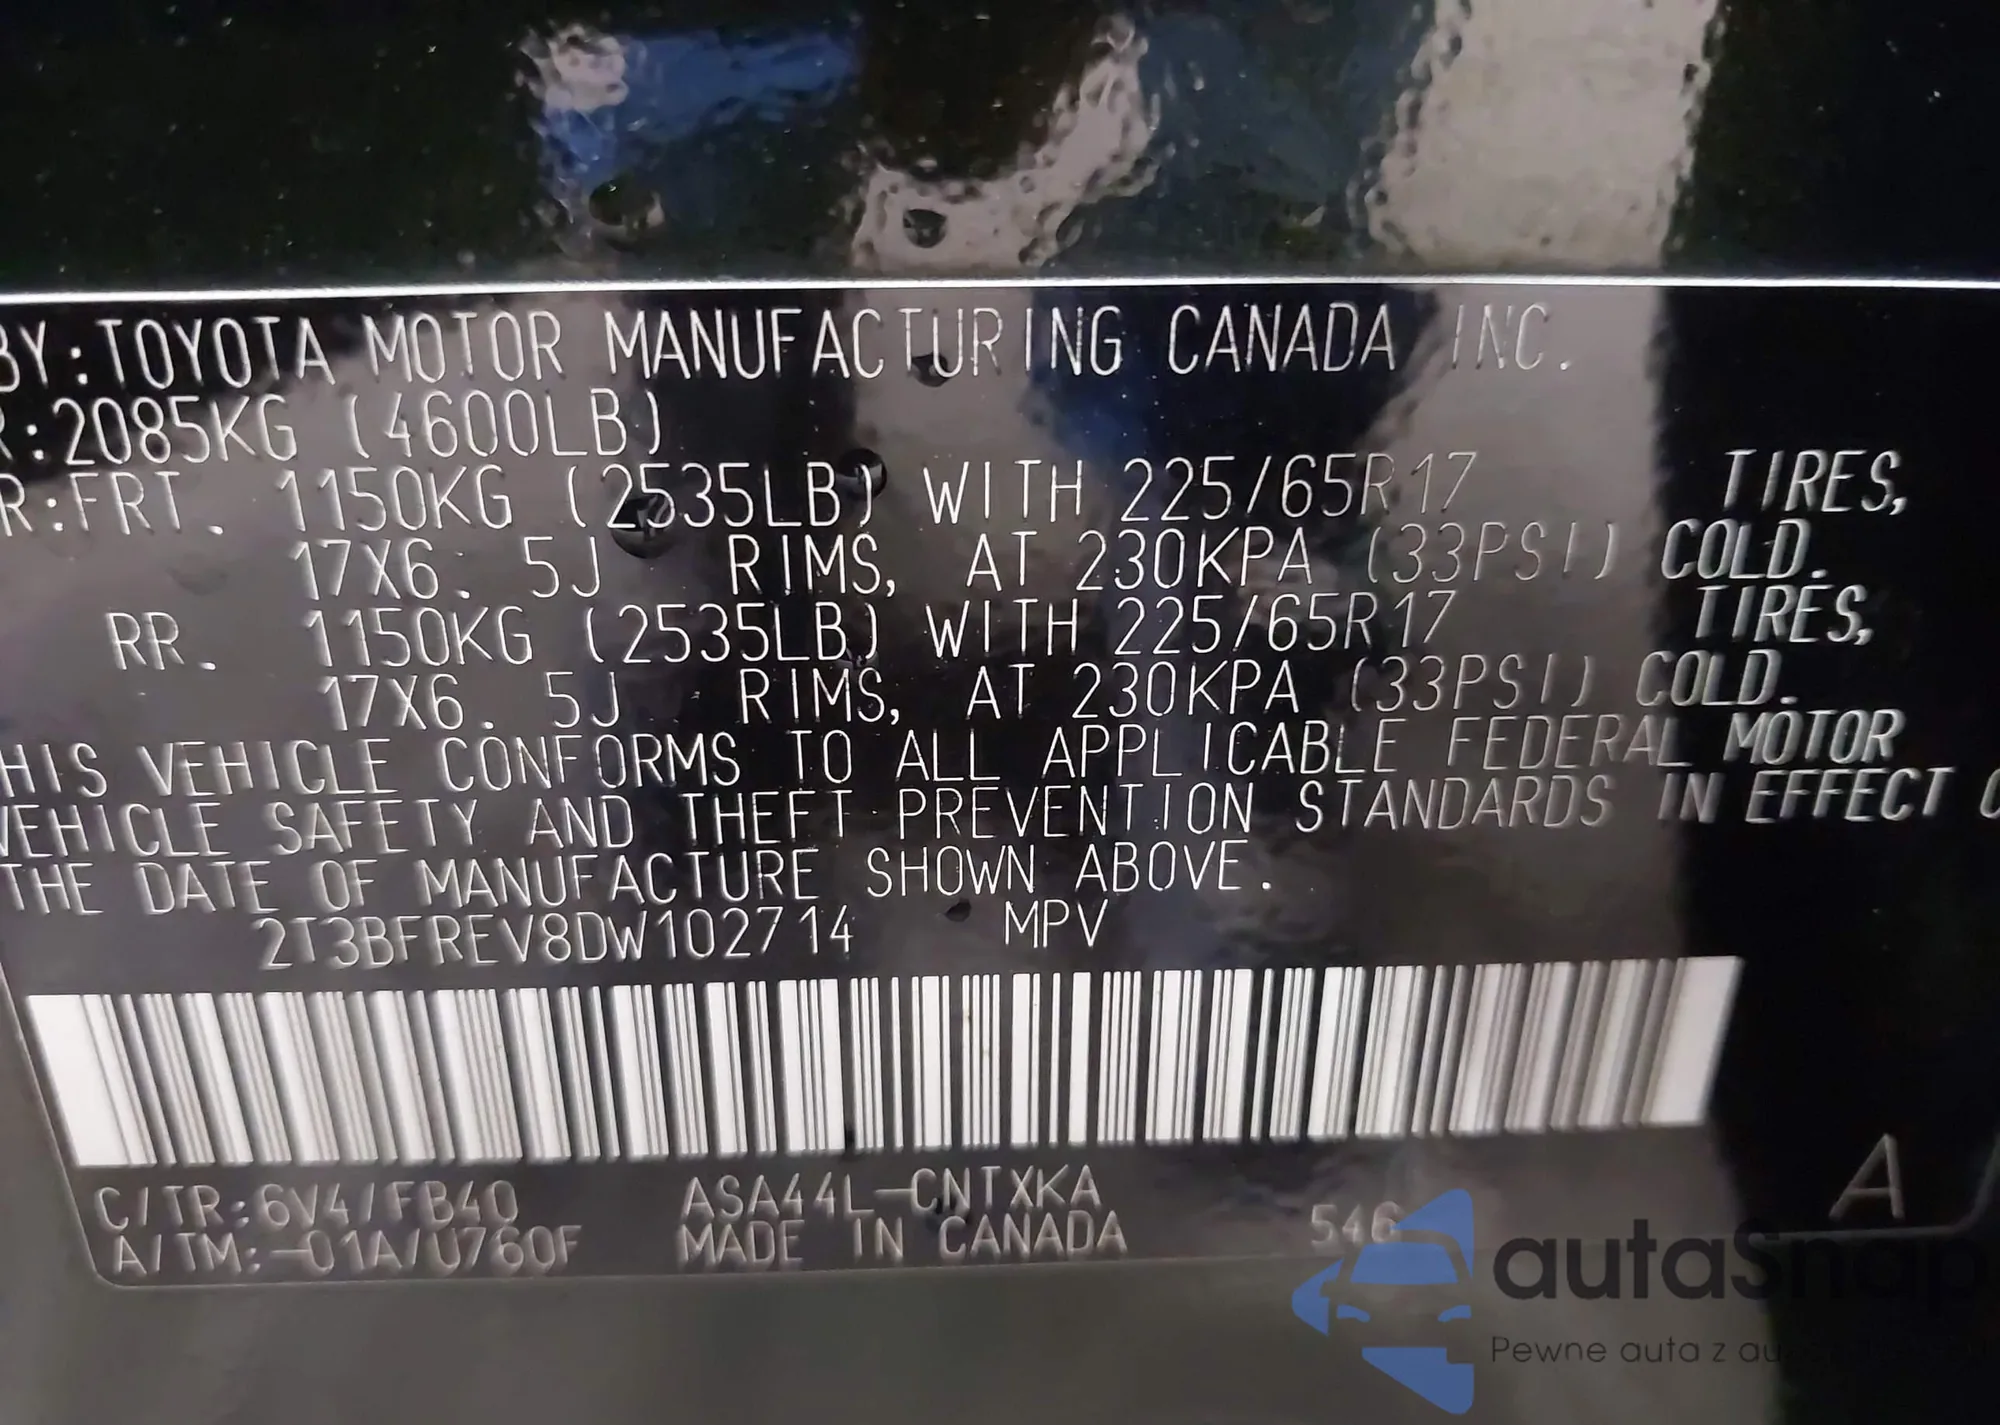 BY:TOYOTA MOTOR MANUFACTURING CANADA INC.
R:2085KG (4600LB)
R:FRT. 1150KG (2535LB) WITH 225/65R17 TIRES,
17X6.5J RIMS, AT 230KPA (33PSI) COLD.
RR. 1150KG (2535LB) WITH 225/65R17 TIRES,
17X6.5J RIMS, AT 230KPA (33PSI) COLD.
HIS VEHICLE CONFORMS TO ALL APPLICABLE FEDERAL MOTOR
VEHICLE SAFETY AND THEFT PREVENTION STANDARDS IN EFFECT O
THE DATE OF MANUFACTURE SHOWN ABOVE.
2T3BFREV8DW102714 MPV
C/TR:6V4/FB40 ASA44L-CNTXKA A
A/TM:-01A/U760F MADE IN CANADA 546
autaSnap
Pewne auta z